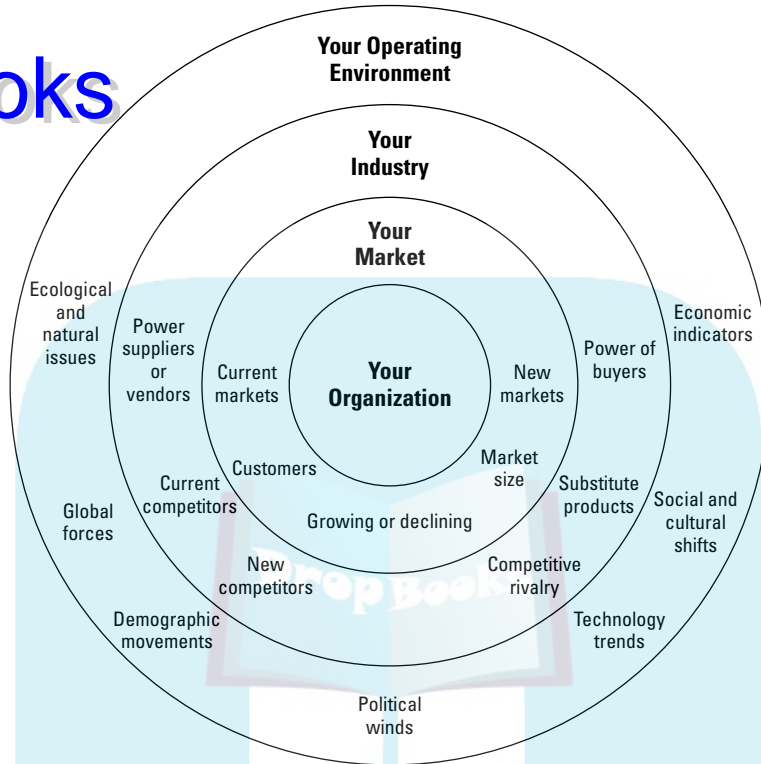 oks
Your Operating
Environment
Your
Industry
Your
Market
Your
Organization
Ecological
and
natural
issues
Power
suppliers
or
vendors
Current
markets
New
markets
Power of
buyers
Economic
indicators
Customers
Market
size
Current
competitors
Substitute
products
Global
forces
Growing or declining
Social and
cultural
shifts
New
competitors
Competitive
rivalry
Demographic
movements
Technology
trends
Political
winds
Drop Books